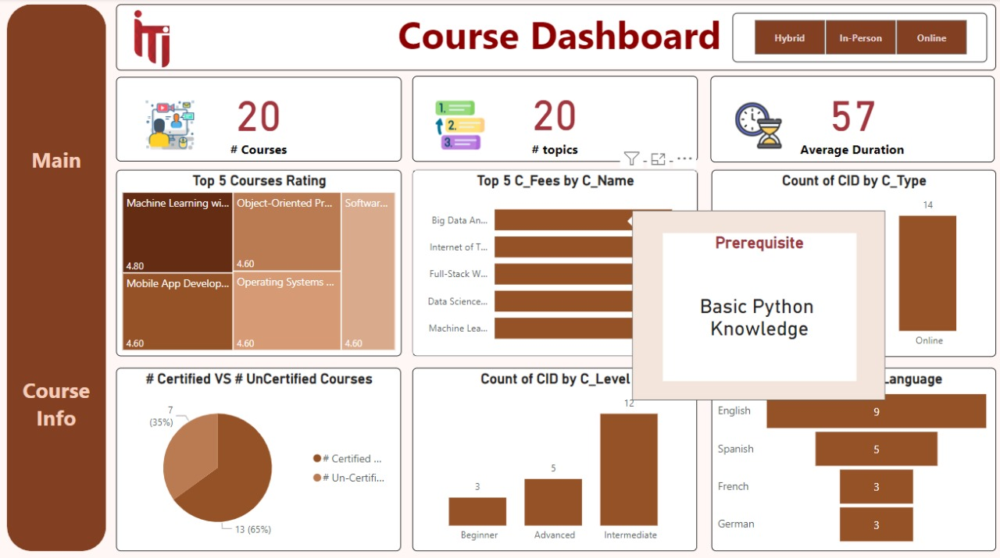 Main
Course
Info
iTi
Course Dashboard
Hybrid
In-Person
Online
20
# Courses
1.
2.
3.
20
# topics
57
Average Duration
Top 5 Courses Rating
Machine Learning wi...
4.80
Object-Oriented Pr...
4.60
Softwar...
4.60
Mobile App Develop...
4.60
Operating Systems ...
4.60
Top 5 C_Fees by C_Name
Big Data An...
Internet of T...
Full-Stack W...
Data Science...
Machine Lea...
Prerequisite
Basic Python
Knowledge
Count of CID by C_Type
14
Online
# Certified VS # UnCertified Courses
7
(35%)
13 (65%)
# Certified ...
# Un-Certifi...
Count of CID by C_Level
3
5
12
Beginner
Advanced
Intermediate
Language
English
9
Spanish
5
French
3
German
3